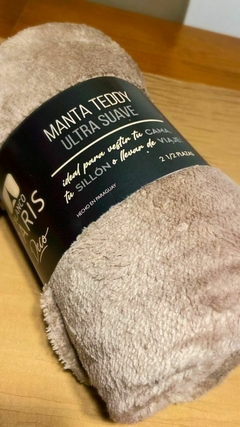 MANTA TEDDY
ULTRA SUAVE
ideal para vestir tu CAMA,
tu SILLÓN o llevar de VIAJE.
2 1/2 PLAZAS
HECHO EN PARAGUAY
Deco